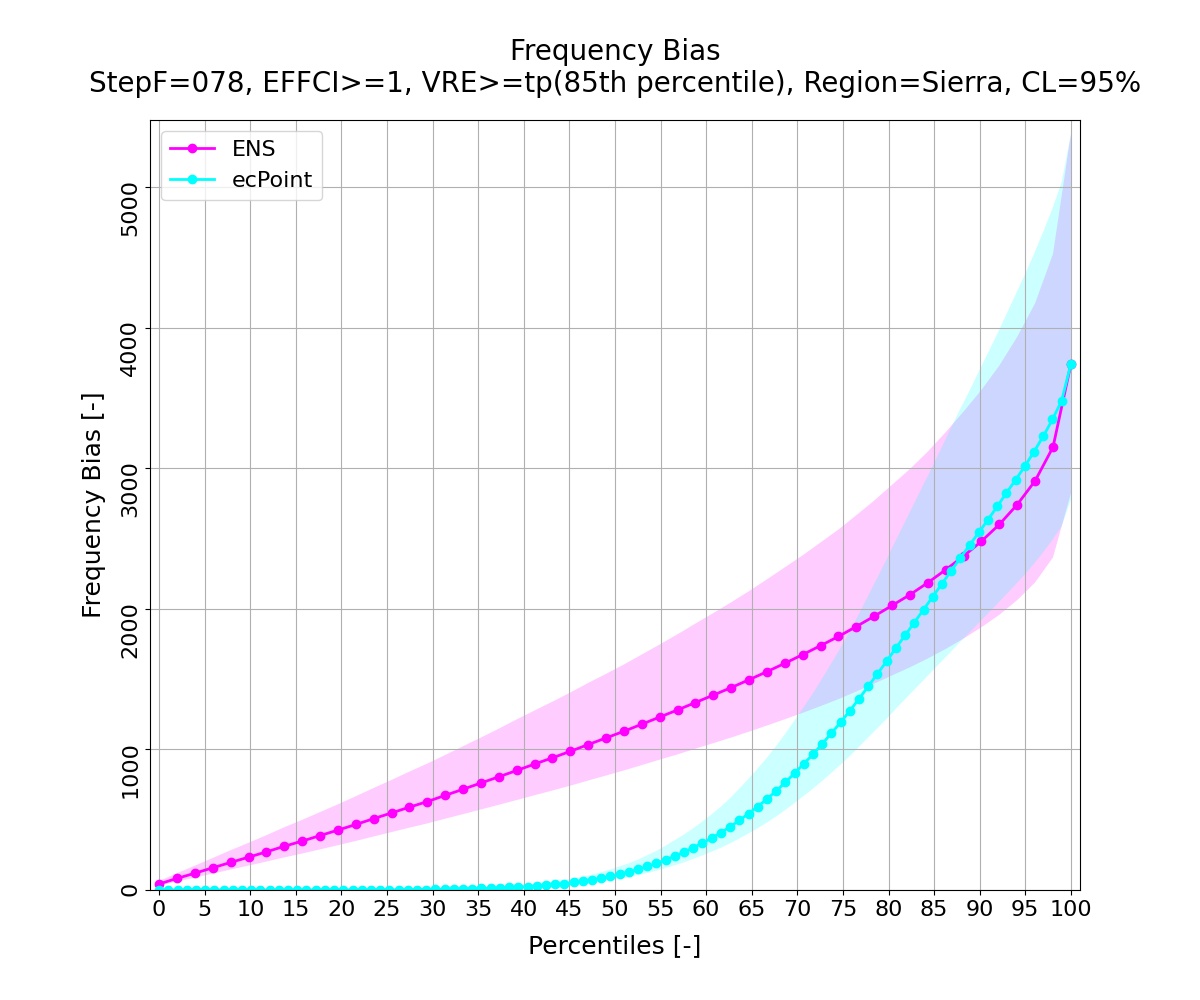 Frequency Bias
StepF=078, EFFCI>=1, VRE>=tp(85th percentile), Region=Sierra, CL=95%
ENS
ecPoint
Frequency Bias [-]
5000
4000
3000
2000
1000
0
0 5 10 15 20 25 30 35 40 45 50 55 60 65 70 75 80 85 90 95 100
Percentiles [-]